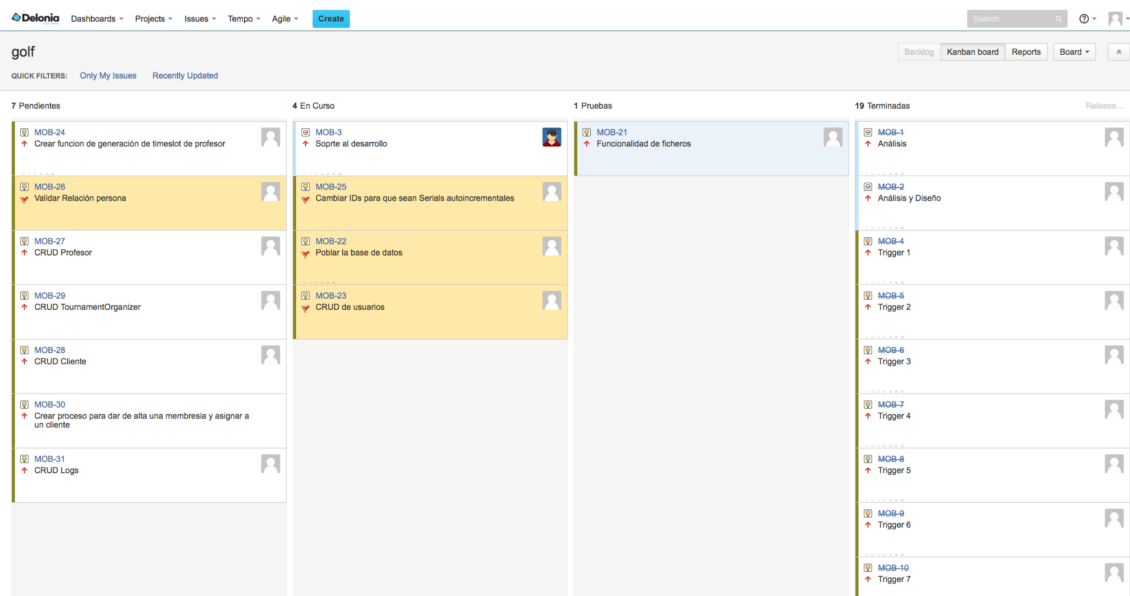 Delonia Dashboards Projects Issues Tempo Agile Create Search
golf
Backlog Kanban board Reports Board
QUICK FILTERS: Only My Issues Recently Updated
7 Pendientes
MOB-24
Crear funcion de generación de timeslot de profesor
MOB-26
Validar Relación persona
MOB-27
CRUD Profesor
MOB-29
CRUD TournamentOrganizer
MOB-28
CRUD Cliente
MOB-30
Crear proceso para dar de alta una membresia y asignar a
un cliente
MOB-31
CRUD Logs
4 En Curso
MOB-3
Soprte al desarrollo
MOB-25
Cambiar IDs para que sean Serials autoincrementales
MOB-22
Poblar la base de datos
MOB-23
CRUD de usuarios
1 Pruebas
MOB-21
Funcionalidad de ficheros
19 Terminadas Release...
MOB-1
Análisis
MOB-2
Análisis y Diseño
MOB-4
Trigger 1
MOB-5
Trigger 2
MOB-6
Trigger 3
MOB-7
Trigger 4
MOB-8
Trigger 5
MOB-9
Trigger 6
MOB-10
Trigger 7